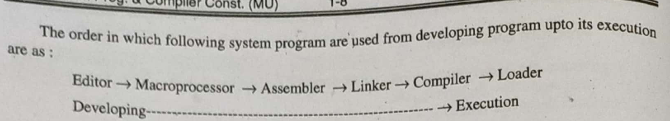 & Compiler Const. (MU) 1-8
The order in which following system program are used from developing program upto its execution
are as :
Editor → Macroprocessor → Assembler → Linker → Compiler → Loader
Developing------------------------------------------------------- → Execution